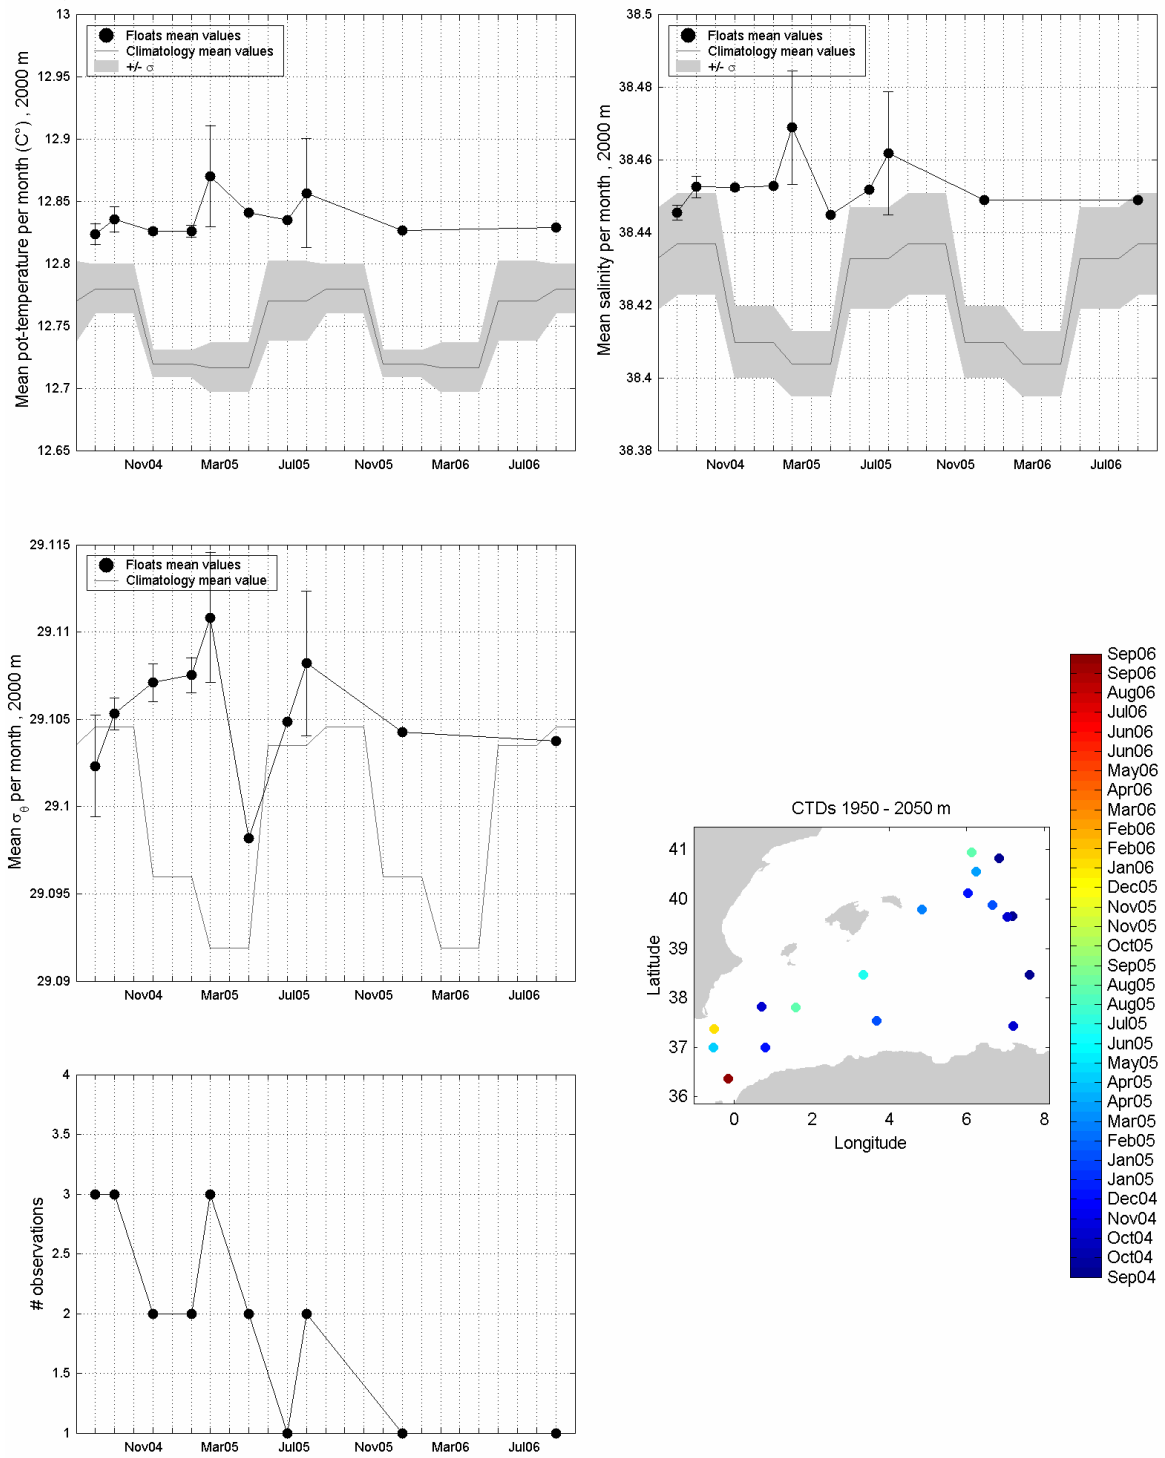 Mean pot-temperature per month (C°) , 2000 m
13
12.95
12.9
12.85
12.8
12.75
12.7
12.65
Floats mean values
Climatology mean values
+/- σ
Nov04 Mar05 Jul05 Nov05 Mar06 Jul06
Mean salinity per month , 2000 m
38.5
38.48
38.46
38.44
38.42
38.4
38.38
Floats mean values
Climatology mean values
+/- σ
Nov04 Mar05 Jul05 Nov05 Mar06 Jul06
Mean σθ per month , 2000 m
29.115
29.11
29.105
29.1
29.095
29.09
Floats mean values
Climatology mean value
Nov04 Mar05 Jul05 Nov05 Mar06 Jul06
# observations
4
3.5
3
2.5
2
1.5
1
Nov04 Mar05 Jul05 Nov05 Mar06 Jul06
CTDs 1950 - 2050 m
Latitude
41
40
39
38
37
36
0 2 4 6 8
Longitude
Sep06
Sep06
Aug06
Jul06
Jun06
Jun06
May06
Apr06
Mar06
Feb06
Feb06
Jan06
Dec05
Nov05
Nov05
Oct05
Sep05
Aug05
Aug05
Jul05
Jun05
May05
Apr05
Apr05
Mar05
Feb05
Jan05
Jan05
Dec04
Nov04
Oct04
Oct04
Sep04